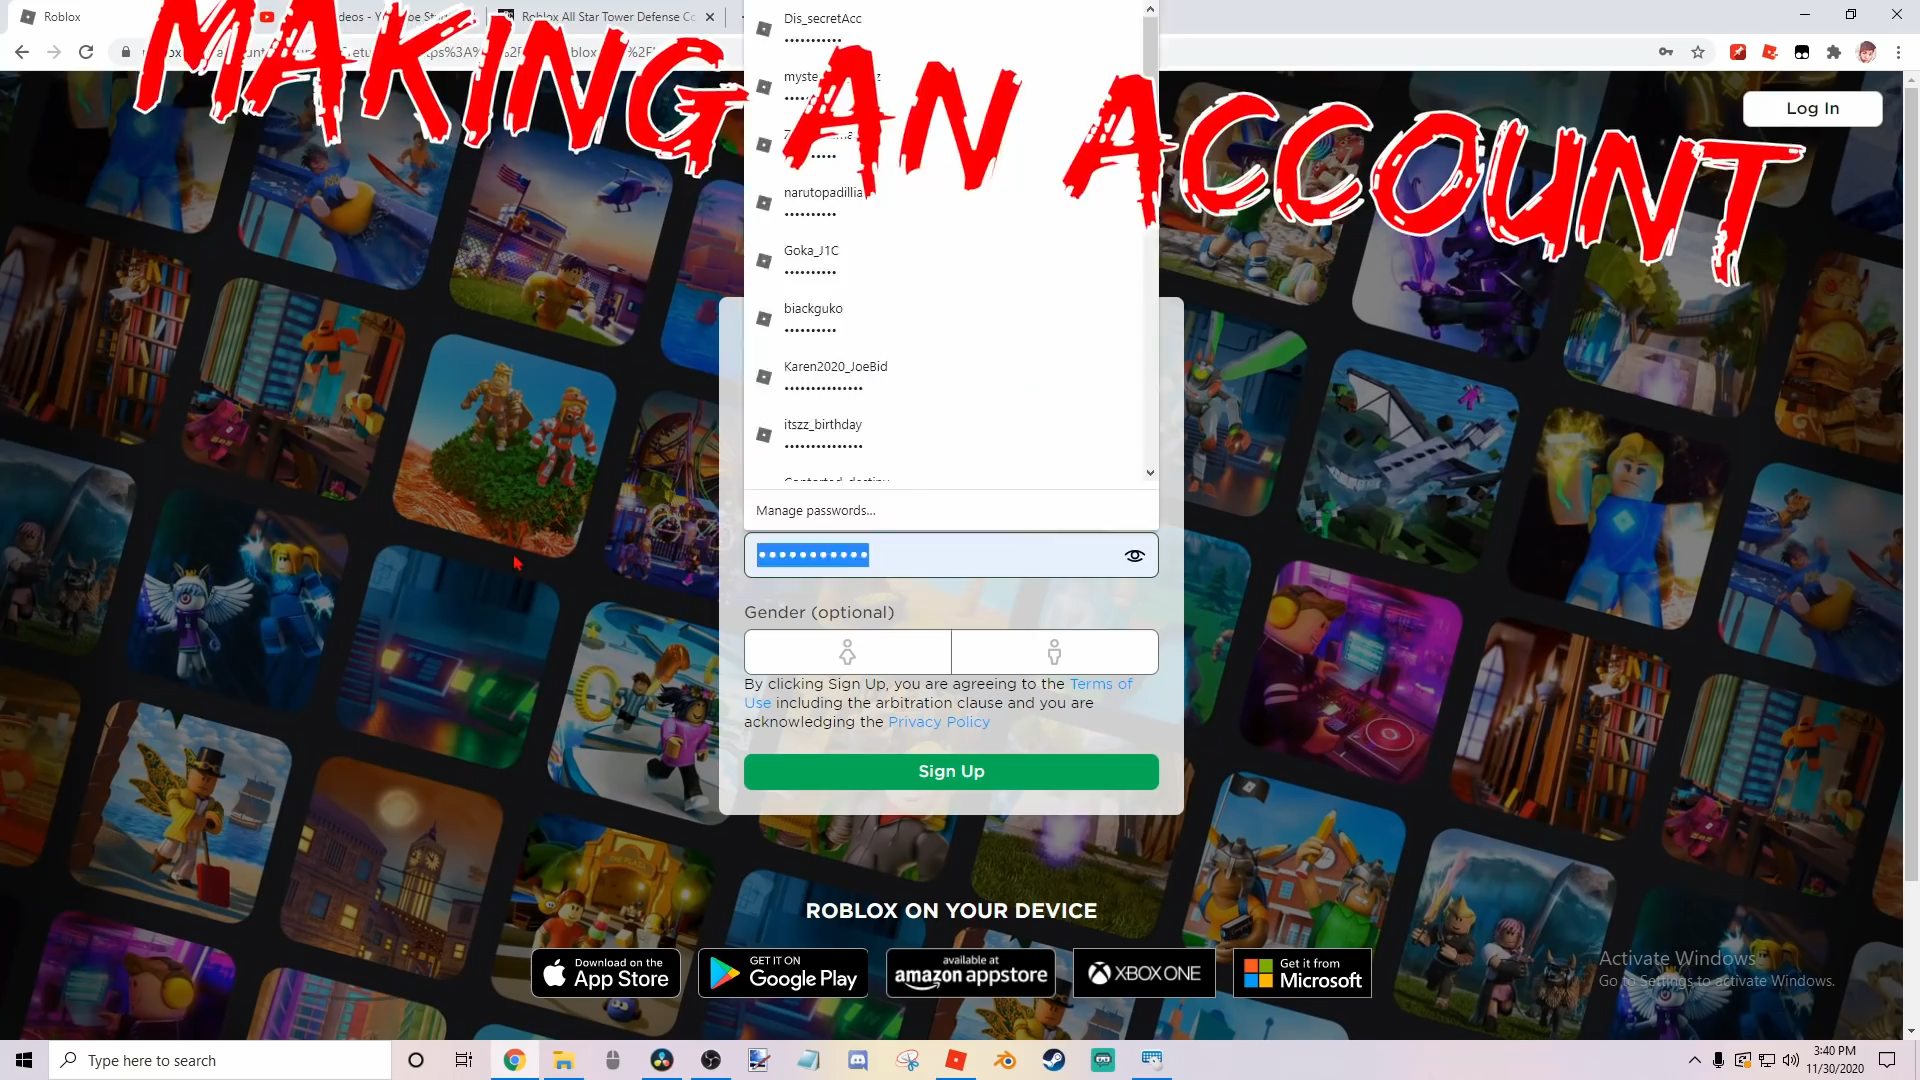 Roblox
Roblox All Star Tower Defense Co
MAKING AN ACCOUNT
Log In
Dis_secretAcc
narutopadillia
Goka_J1C
biackguko
Karen2020_JoeBid
itszz_birthday
Manage passwords...
Gender (optional)
By clicking Sign Up, you are agreeing to the Terms of
Use including the arbitration clause and you are
acknowledging the Privacy Policy
Sign Up
ROBLOX ON YOUR DEVICE
Download on the
App Store
GET IT ON
Google Play
available at
amazon appstore
XBOX ONE
Get it from
Microsoft
Activate Windows
Go to Settings to activate Windows.
Type here to search
3:40 PM
11/30/2020